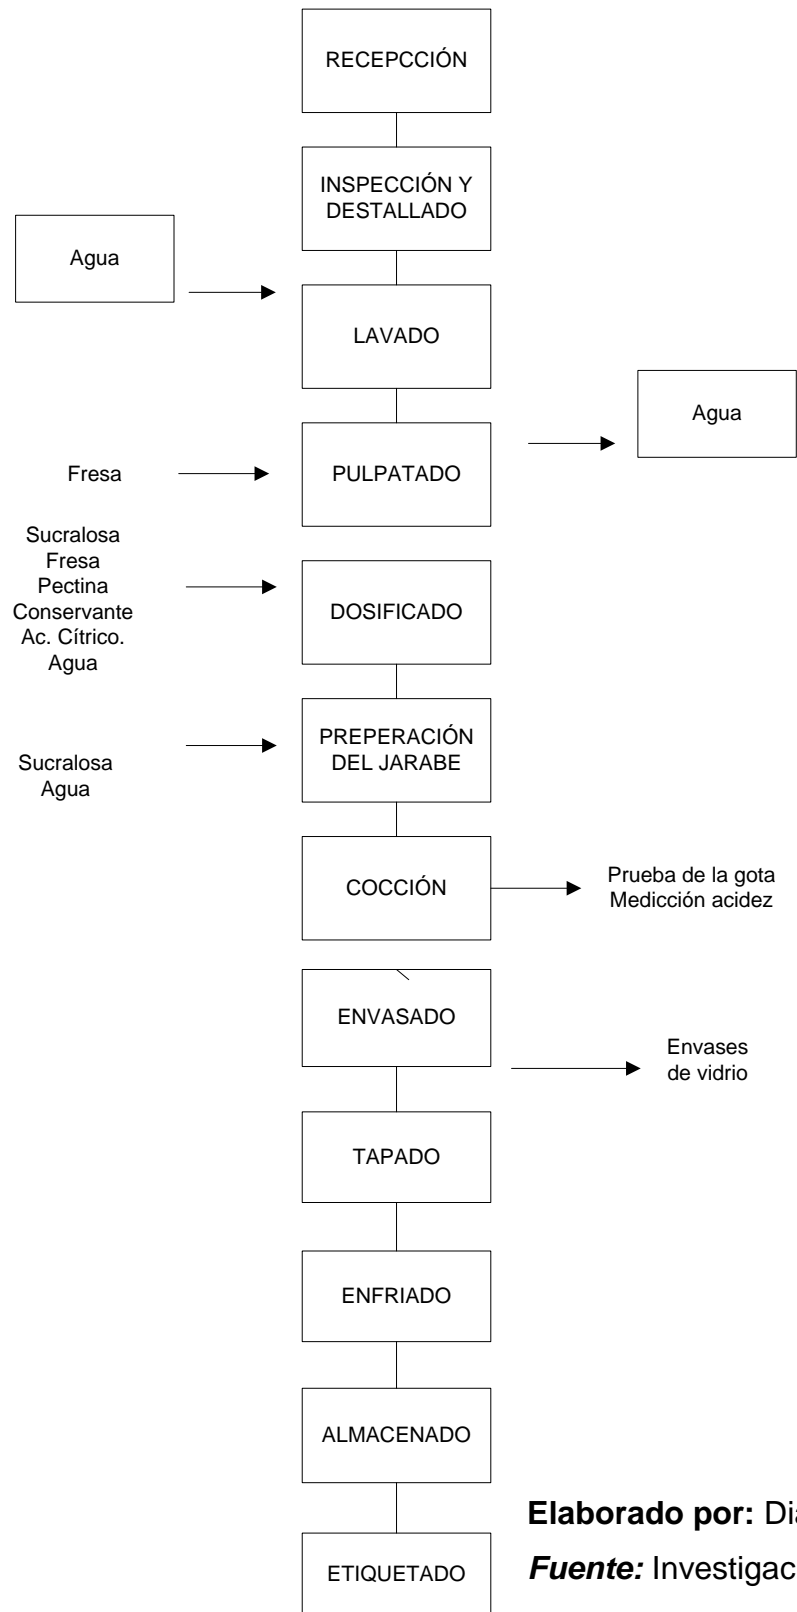 RECEPCCIÓN
INSPECCIÓN Y
DESTALLADO
Agua
LAVADO
Agua
Fresa
PULPATADO
Sucralosa
Fresa
Pectina
Conservante
Ac. Cítrico.
Agua
DOSIFICADO
PREPERACIÓN
DEL JARABE
Sucralosa
Agua
COCCIÓN
Prueba de la gota
Medicción acidez
ENVASADO
Envases
de vidrio
TAPADO
ENFRIADO
ALMACENADO
Elaborado por:
ETIQUETADO
Fuente: